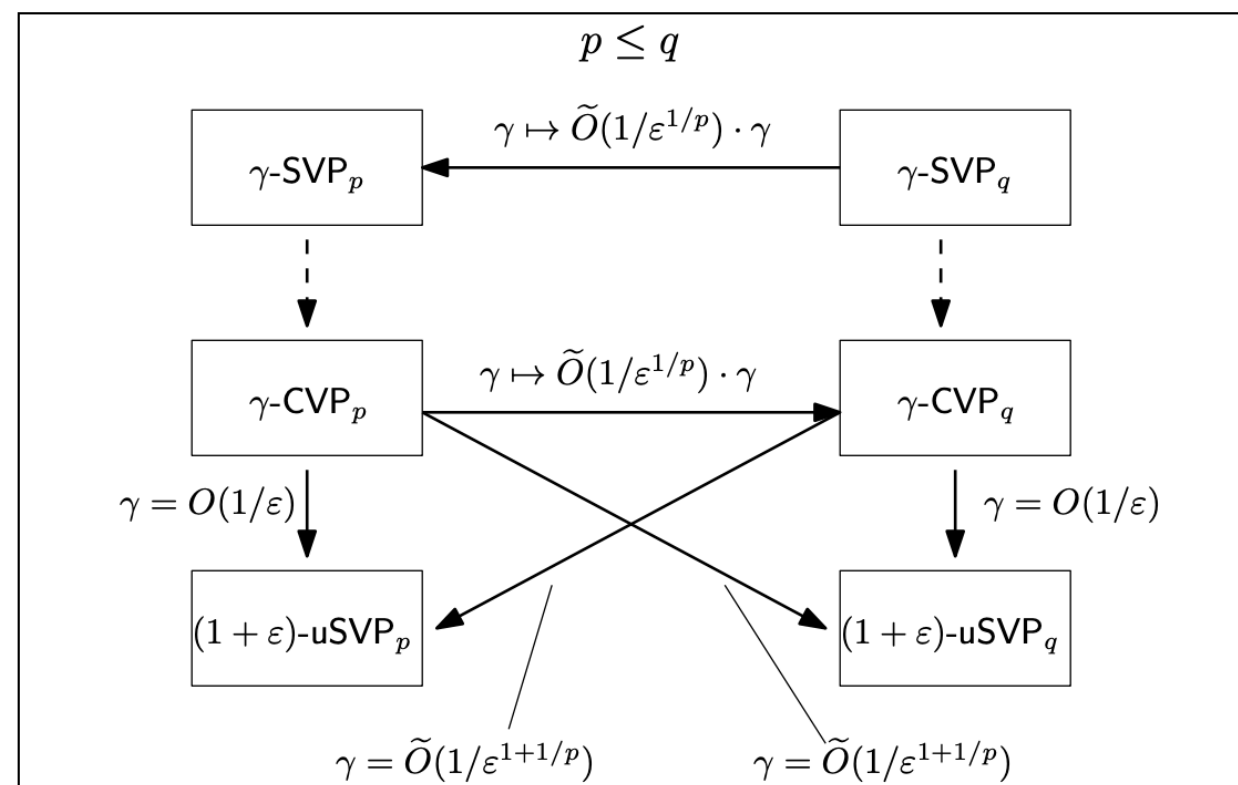 p ≤ q
γ ↦ Õ(1/ε^{1/p}) · γ
γ-SVP_p
γ-SVP_q
γ ↦ Õ(1/ε^{1/p}) · γ
γ-CVP_p
γ-CVP_q
γ = O(1/ε)
γ = O(1/ε)
(1 + ε)-uSVP_p
(1 + ε)-uSVP_q
γ = Õ(1/ε^{1+1/p})
γ = Õ(1/ε^{1+1/p})